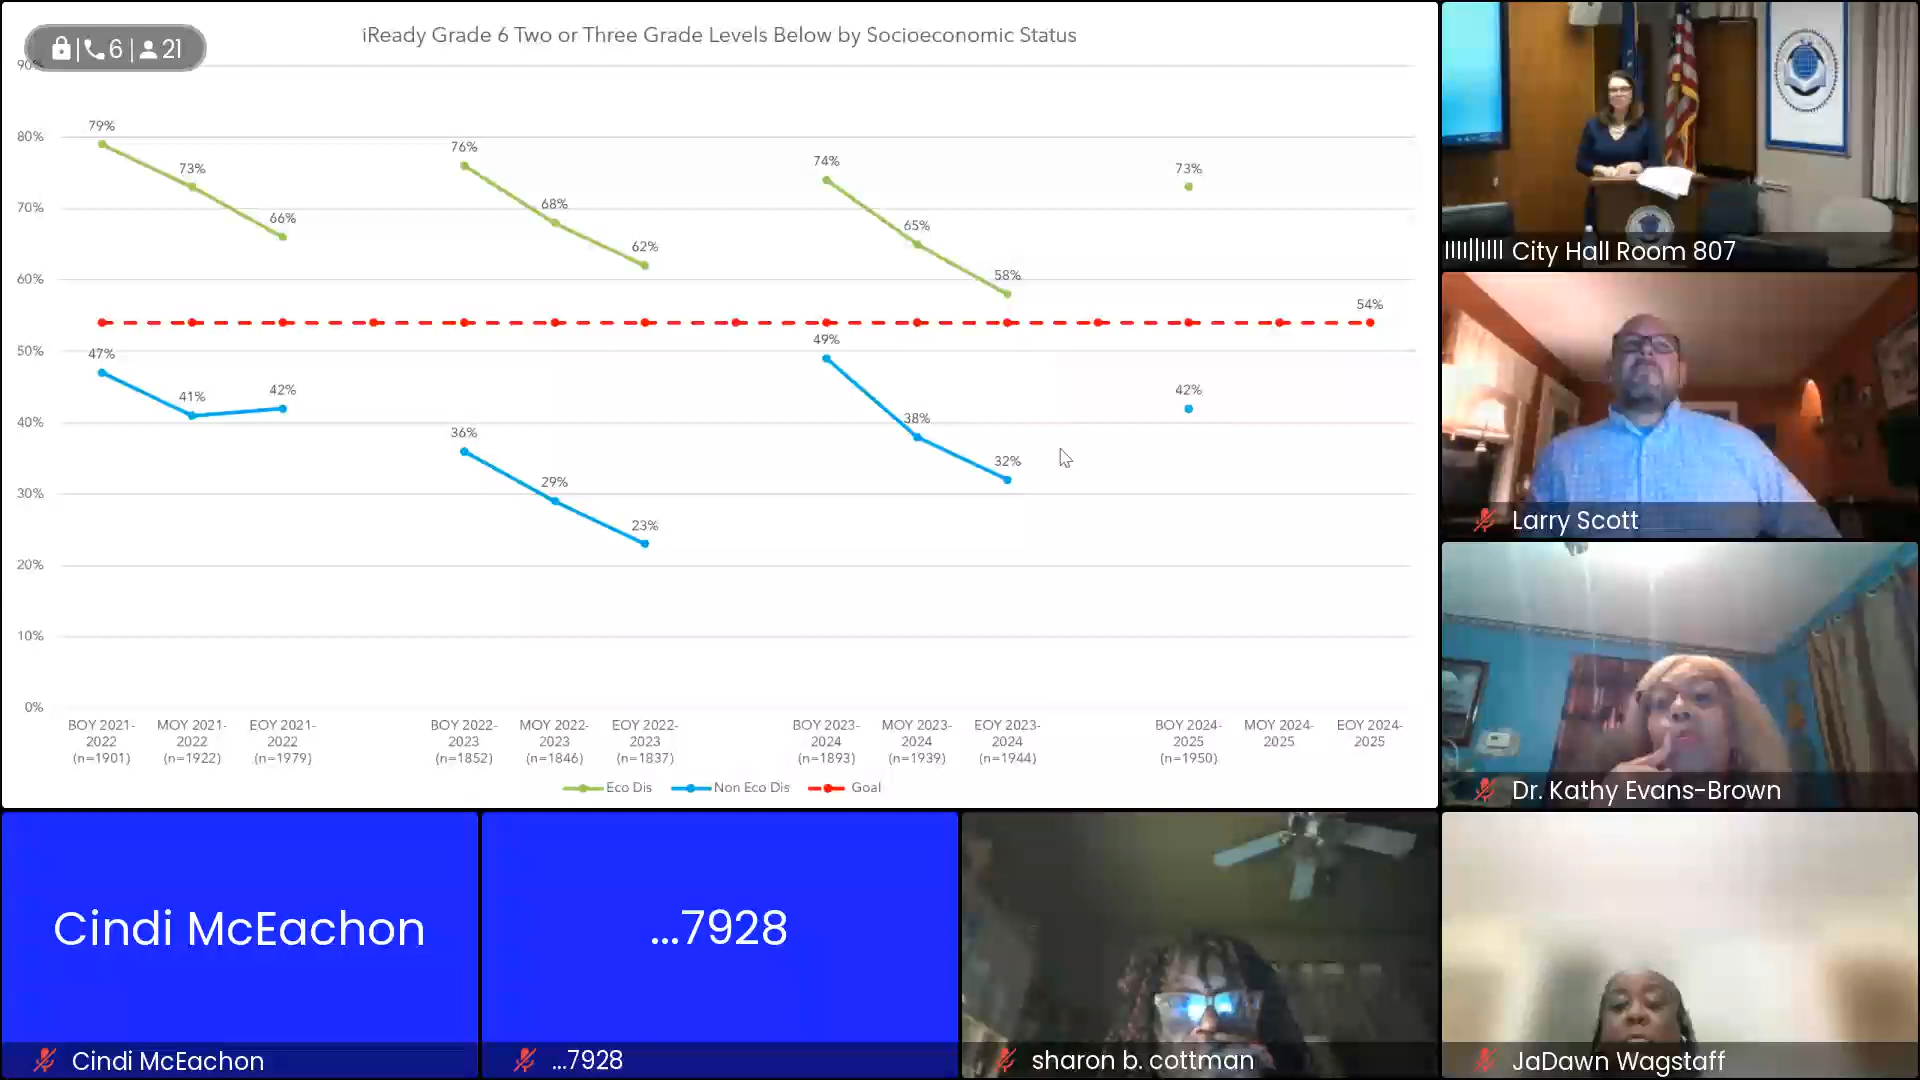 6 | 21
iReady Grade 6 Two or Three Grade Levels Below by Socioeconomic Status
90%
80%
70%
60%
50%
40%
30%
20%
10%
0%
79%
73%
66%
76%
68%
62%
74%
65%
58%
73%
54%
47%
41%
42%
36%
29%
23%
49%
38%
32%
42%
BOY 2021-
2022
(n=1901)
MOY 2021-
2022
(n=1922)
EOY 2021-
2022
(n=1979)
BOY 2022-
2023
(n=1852)
MOY 2022-
2023
(n=1846)
EOY 2022-
2023
(n=1837)
BOY 2023-
2024
(n=1893)
MOY 2023-
2024
(n=1939)
EOY 2023-
2024
(n=1944)
BOY 2024-
2025
(n=1950)
MOY 2024-
2025
EOY 2024-
2025
Eco Dis
Non Eco Dis
Goal
City Hall Room 807
Larry Scott
Dr. Kathy Evans-Brown
Cindi McEachon
Cindi McEachon
...7928
...7928
sharon b. cottman
JaDawn Wagstaff